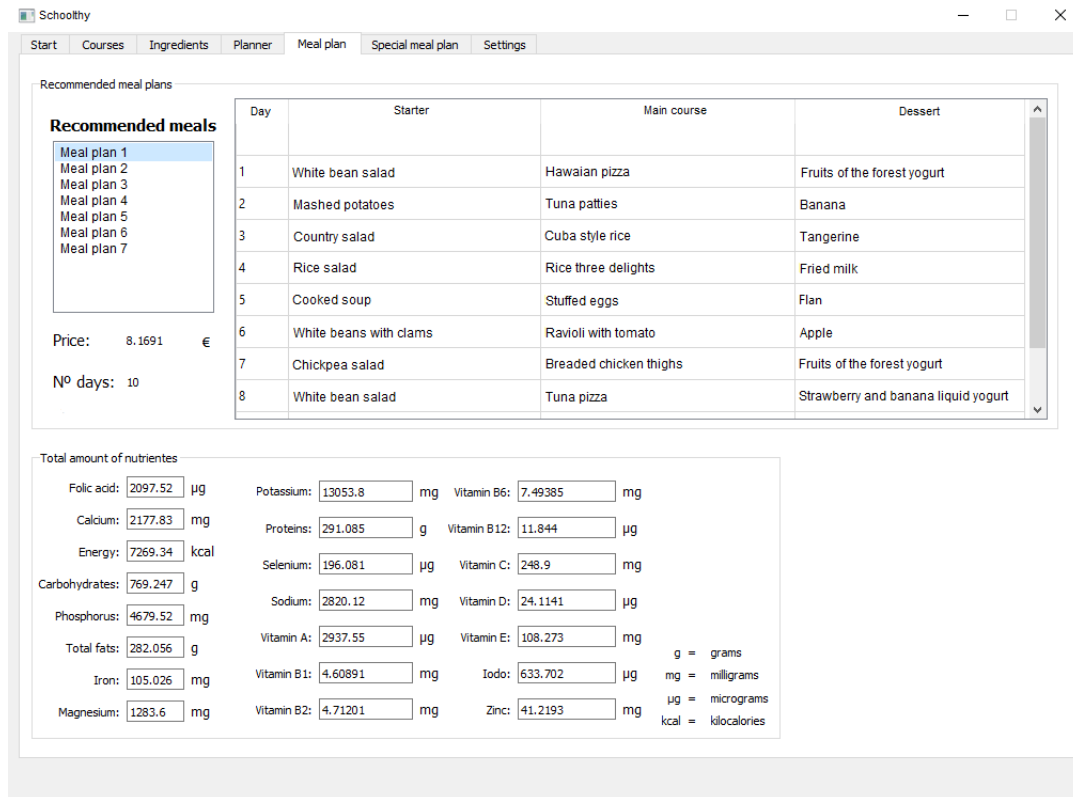 Schoolthy
Start Courses Ingredients Planner Meal plan Special meal plan Settings
Recommended meal plans
Recommended meals
Meal plan 1
Meal plan 2
Meal plan 3
Meal plan 4
Meal plan 5
Meal plan 6
Meal plan 7
Price: 8.1691 €
Nº days: 10
Day Starter Main course Dessert
1 White bean salad Hawaian pizza Fruits of the forest yogurt
2 Mashed potatoes Tuna patties Banana
3 Country salad Cuba style rice Tangerine
4 Rice salad Rice three delights Fried milk
5 Cooked soup Stuffed eggs Flan
6 White beans with clams Ravioli with tomato Apple
7 Chickpea salad Breaded chicken thighs Fruits of the forest yogurt
8 White bean salad Tuna pizza Strawberry and banana liquid yogurt
Total amount of nutrientes
Folic acid: 2097.52 µg
Calcium: 2177.83 mg
Energy: 7269.34 kcal
Carbohydrates: 769.247 g
Phosphorus: 4679.52 mg
Total fats: 282.056 g
Iron: 105.026 mg
Magnesium: 1283.6 mg
Potassium: 13053.8 mg
Proteins: 291.085 g
Selenium: 196.081 µg
Sodium: 2820.12 mg
Vitamin A: 2937.55 µg
Vitamin B1: 4.60891 mg
Vitamin B2: 4.71201 mg
Vitamin B6: 7.49385 mg
Vitamin B12: 11.844 µg
Vitamin C: 248.9 mg
Vitamin D: 24.1141 µg
Vitamin E: 108.273 mg
Iodo: 633.702 µg
Zinc: 41.2193 mg
g = grams
mg = milligrams
µg = micrograms
kcal = kilocalories